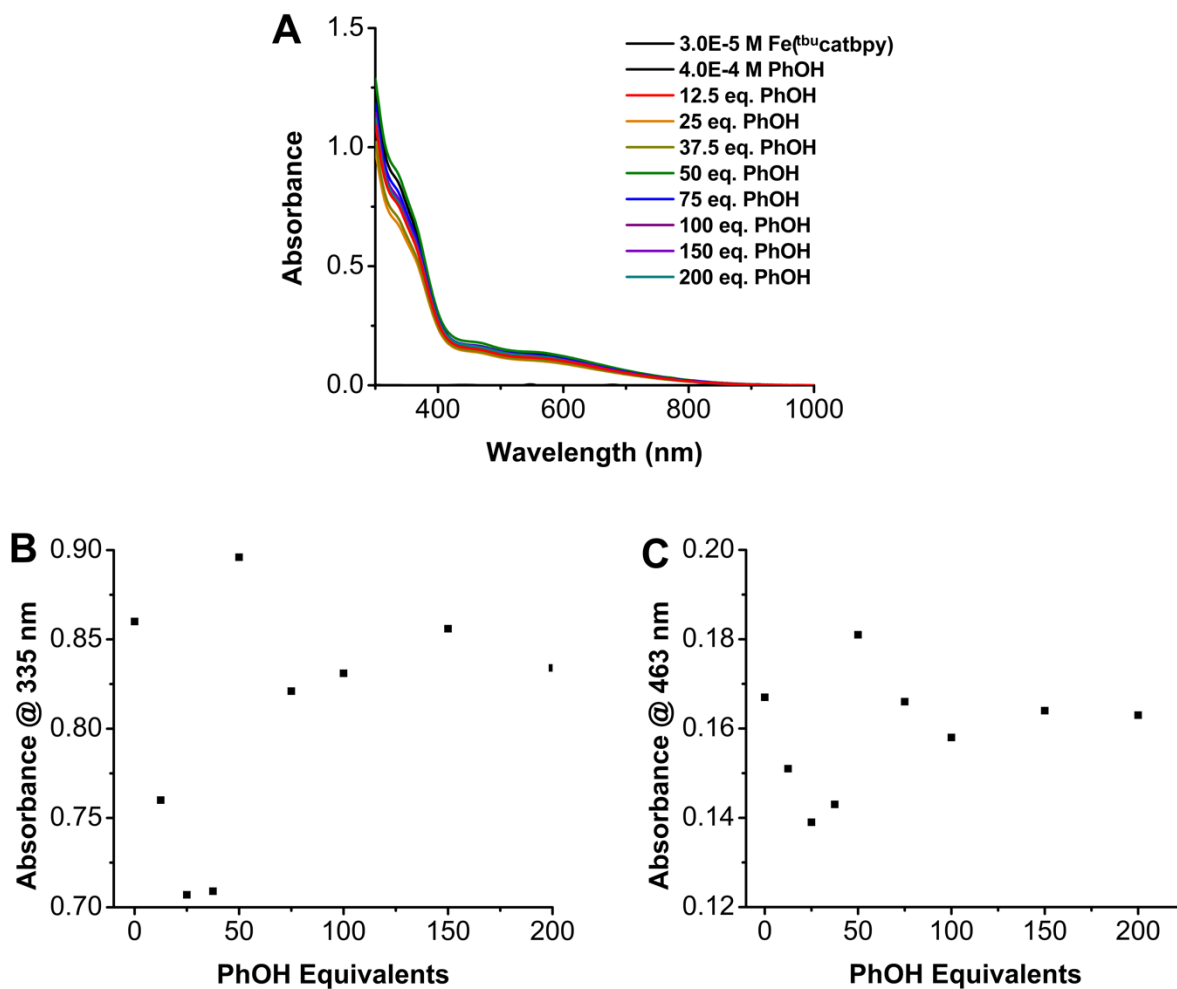 A
1.5
1.0
0.5
0.0
Absorbance
400
600
800
1000
Wavelength (nm)
3.0E-5 M Fe(tbucatbpy)
4.0E-4 M PhOH
12.5 eq. PhOH
25 eq. PhOH
37.5 eq. PhOH
50 eq. PhOH
75 eq. PhOH
100 eq. PhOH
150 eq. PhOH
200 eq. PhOH
B
0.90
0.85
0.80
0.75
0.70
Absorbance @ 335 nm
0
50
100
150
200
PhOH Equivalents
C
0.20
0.18
0.16
0.14
0.12
Absorbance @ 463 nm
0
50
100
150
200
PhOH Equivalents